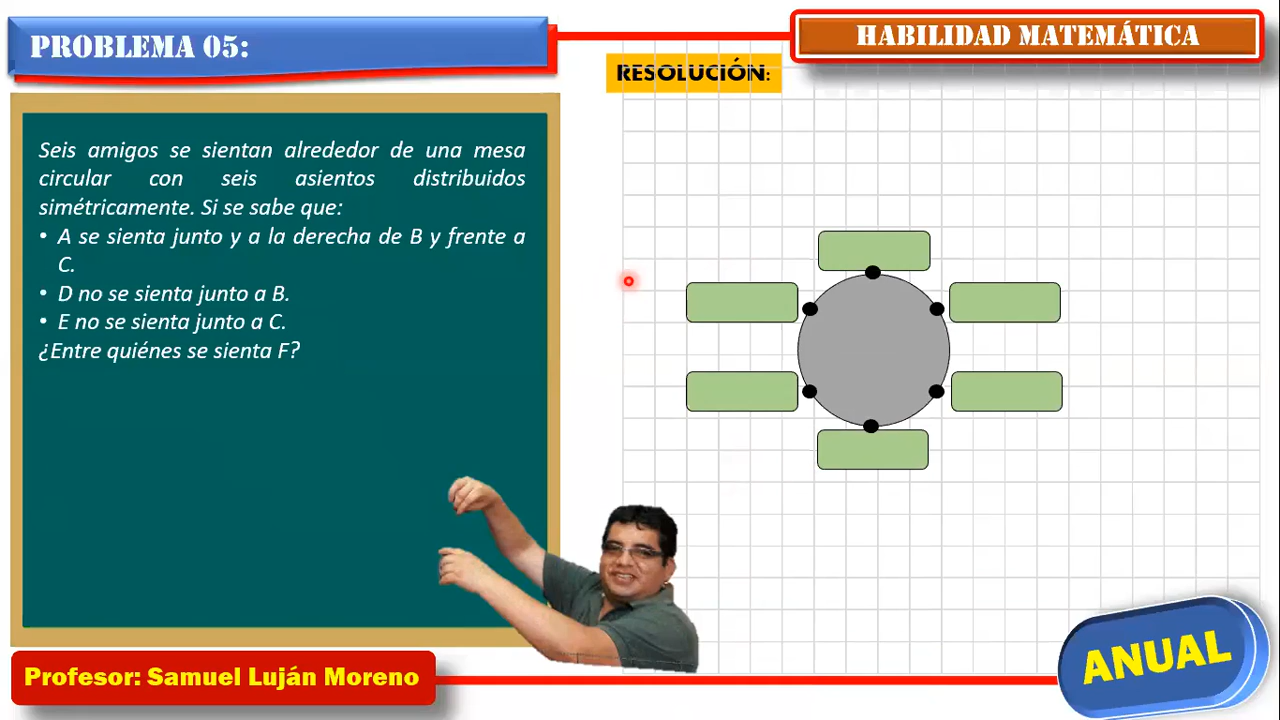 PROBLEMA 05:
HABILIDAD MATEMÁTICA
RESOLUCIÓN:
Seis amigos se sientan alrededor de una mesa
circular con seis asientos distribuidos
simétricamente. Si se sabe que:
• A se sienta junto y a la derecha de B y frente a
C.
• D no se sienta junto a B.
• E no se sienta junto a C.
¿Entre quiénes se sienta F?
Profesor: Samuel Luján Moreno
ANUAL